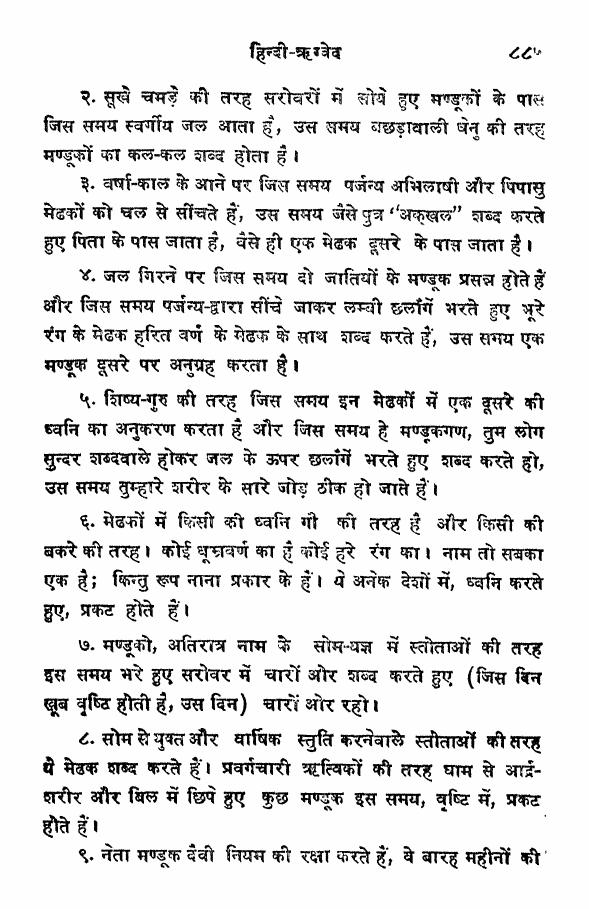 हिन्दी-ऋग्वेद
२. सूखे चमड़े की तरह सरोवरों में सोये हुए मण्डूकों के पास
जिस समय स्वर्गीय जल आता है, उस समय बछड़ावाली धेनु की तरह
मण्डूकों का कल-कल शब्द होता है।
३. वर्षा-काल के आने पर जिस समय पर्जन्य अभिलाषी और पिपासु
मेढकों को चल से सींचते हैं, उस समय जैसे पुत्र "अक्खल" शब्द करते
हुए पिता के पास जाता है, वैसे ही एक मेढक दूसरे के पास जाता है।
४. जल गिरने पर जिस समय दो जातियों के मण्डूक प्रसन्न होते हैं
और जिस समय पर्जन्य-द्वारा सींचे जाकर लम्बी छलाँगें भरते हुए भूरे
रंग के मेढक हरित वर्ण के मेढक के साथ शब्द करते हैं, उस समय एक
मण्डूक दूसरे पर अनुग्रह करता है।
५. शिष्य-गुरु की तरह जिस समय इन मेढकों में एक दूसरे की
ध्वनि का अनुकरण करता है और जिस समय हे मण्डूकगण, तुम लोग
सुन्दर शब्दवाले होकर जल के ऊपर छलाँगें भरते हुए शब्द करते हो,
उस समय तुम्हारे शरीर के सारे जोड़ ठीक हो जाते हैं।
६. मेढकों में किसी की ध्वनि गौ की तरह है और किसी की
बकरे की तरह। कोई धूम्रवर्ण का है कोई हरे रंग का। नाम तो सबका
एक है; किन्तु रूप नाना प्रकार के हैं। ये अनेक देशों में, ध्वनि करते
हुए, प्रकट होते हैं।
७. मण्डूको, अतिरात्र नाम के सोम-यज्ञ में स्तोताओं की तरह
इस समय भरे हुए सरोवर में चारों ओर शब्द करते हुए (जिस दिन
खूब वृष्टि होती है, उस दिन) चारों ओर रहो।
८. सोम से युक्त और वार्षिक स्तुति करनेवाले स्तोताओं की तरह
ये मेढक शब्द करते हैं। प्रवर्गचारी ऋत्विकों की तरह घाम से आर्द्र-
शरीर और बिल में छिपे हुए कुछ मण्डूक इस समय, वृष्टि में, प्रकट
होते हैं।
९. नेता मण्डूक दैवी नियम की रक्षा करते हैं, वे बारह महीनों की